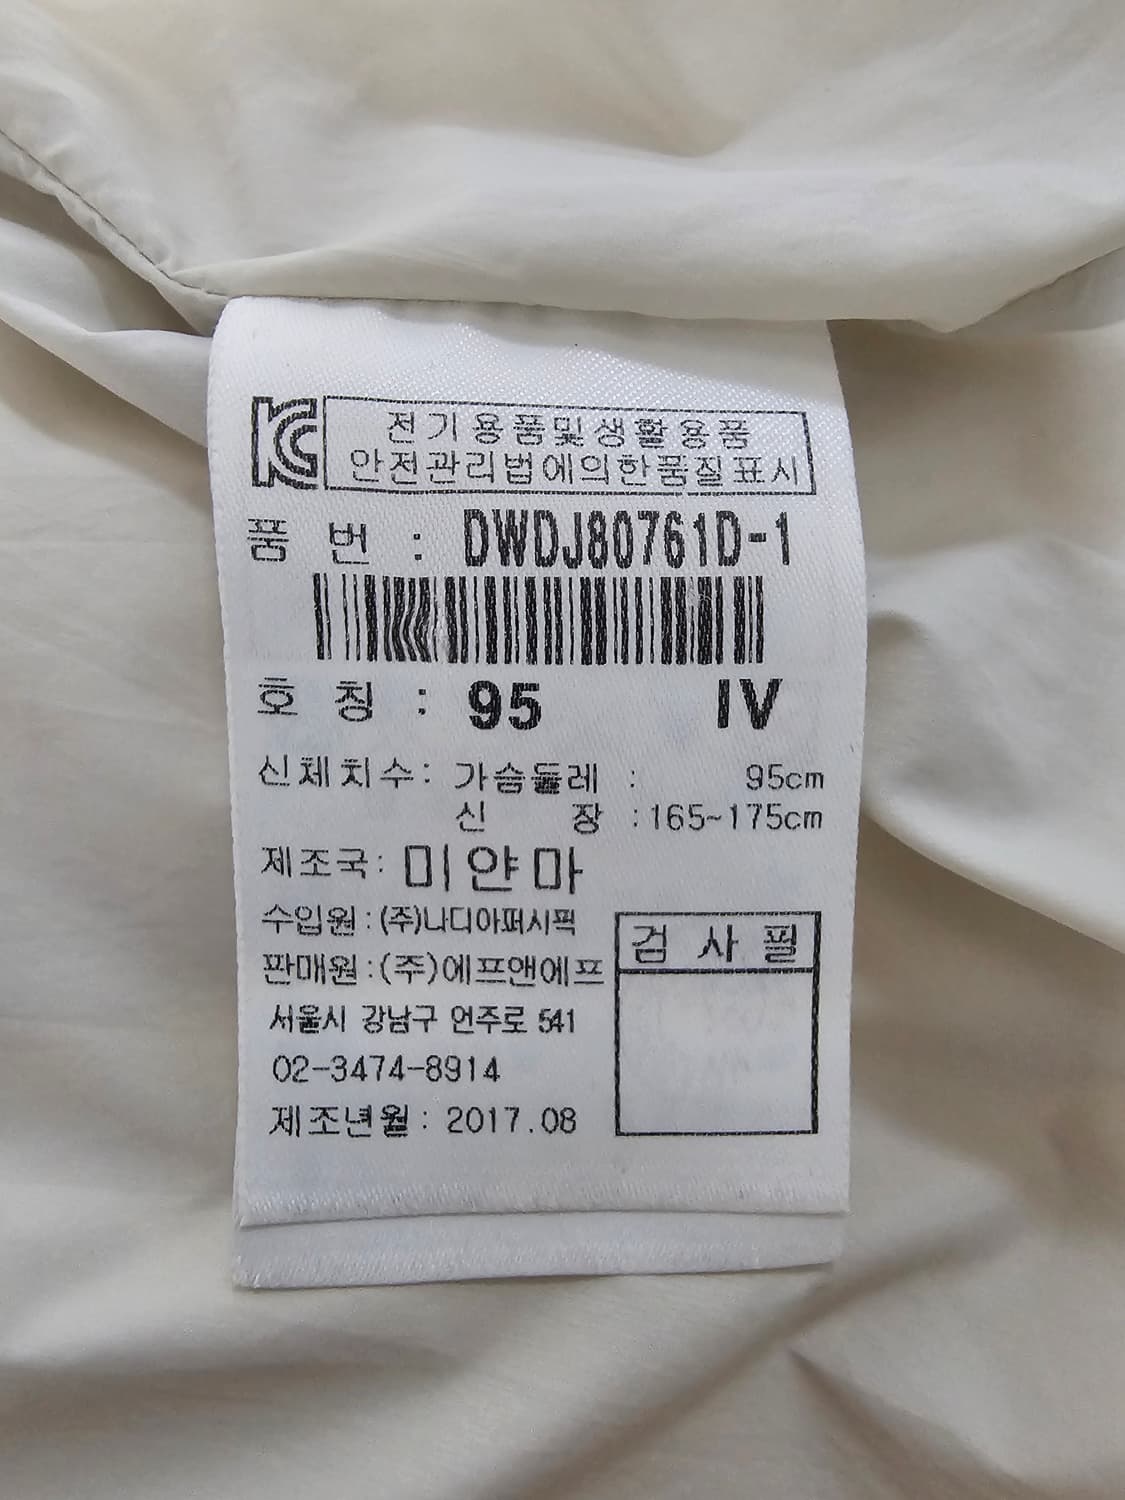 KC 전기용품및생활용품
안전관리법에의한품질표시
품 번 : DWDJ80761D-1
호 칭 : 95 IV
신체치수: 가슴둘레 : 95cm
신 장 :165~175cm
제조국: 미얀마
수입원:(주)나디아퍼시픽
판매원:(주)에프앤에프
검 사 필
서울시 강남구 언주로 541
02-3474-8914
제조년월: 2017.08